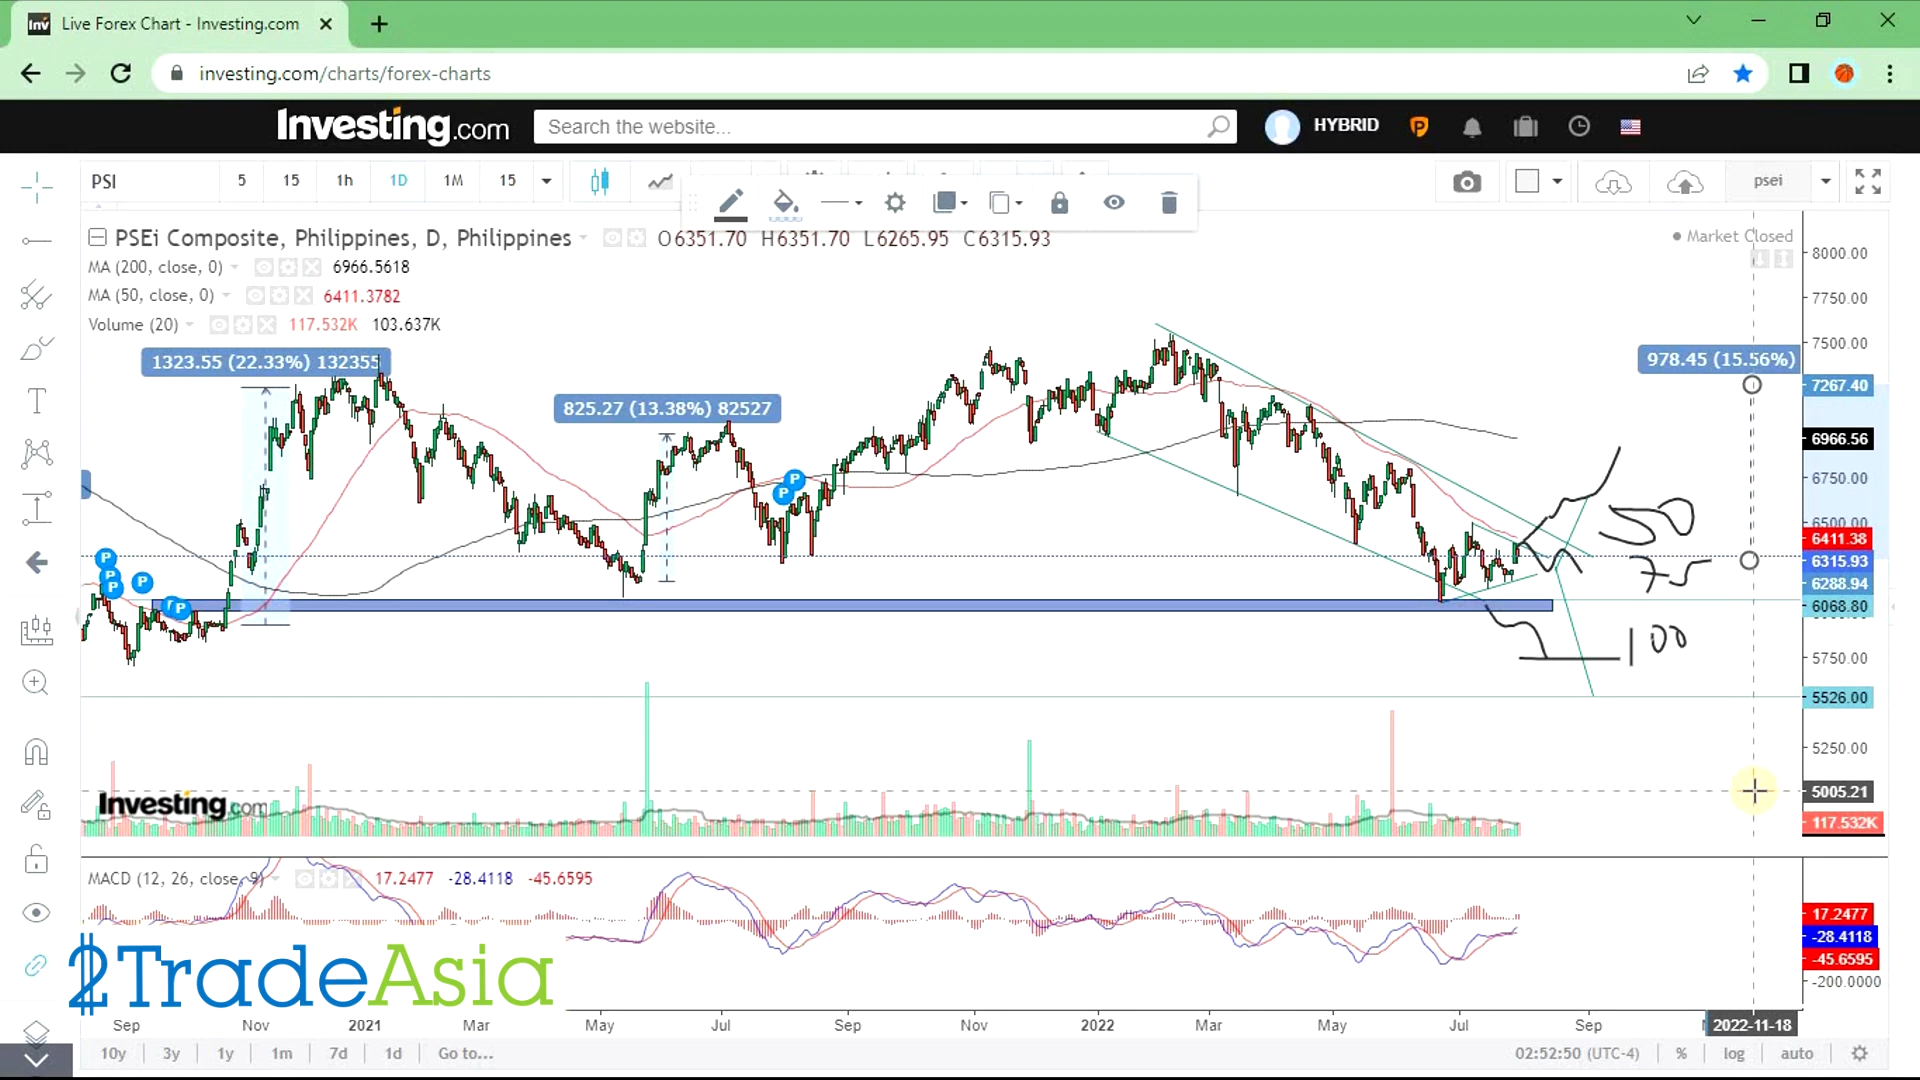 Live Forex Chart - Investing.com
investing.com/charts/forex-charts
Investing.com
Search the website...
HYBRID
PSI
5 15 1h 1D 1M 15
psei
PSEi Composite, Philippines, D, Philippines
O6351.70 H6351.70 L6265.95 C6315.93
Market Closed
MA (200, close, 0) 6966.5618
MA (50, close, 0) 6411.3782
Volume (20) 117.532K 103.637K
1323.55 (22.33%) 132355
825.27 (13.38%) 82527
978.45 (15.56%)
8000.00
7750.00
7500.00
7267.40
6966.56
6750.00
6500.00
6411.38
6315.93
6288.94
6068.80
5750.00
5526.00
5250.00
5005.21
117.532K
50
75
100
P
P
P
P
P
P
P
Investing.com
MACD (12, 26, close, 9) 17.2477 -28.4118 -45.6595
17.2477
-28.4118
-45.6595
-200.0000
2TradeAsia
Sep Nov 2021 Mar May Jul Sep Nov 2022 Mar May Jul Sep 2022-11-18
10y 3y 1y 1m 7d 1d Go to...
02:52:50 (UTC-4) % log auto